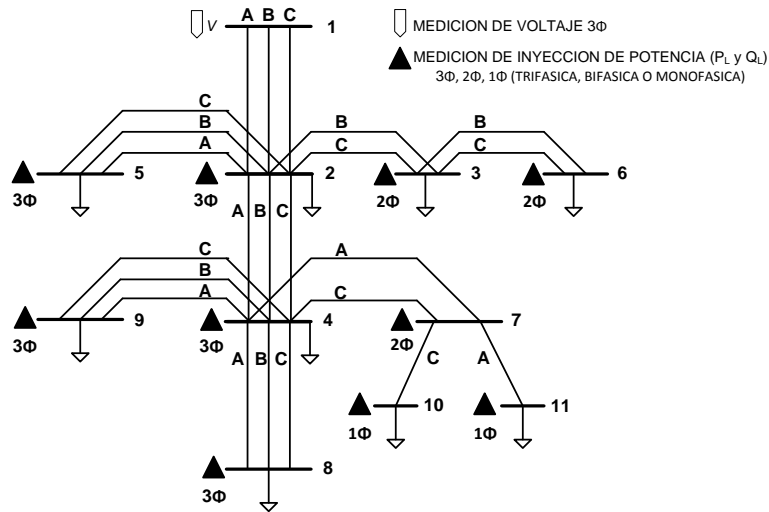 V A B C 1
MEDICION DE VOLTAJE 3Φ
MEDICION DE INYECCION DE POTENCIA (PL y QL)
3Φ, 2Φ, 1Φ (TRIFASICA, BIFASICA O MONOFASICA)
C
B
A
B
C
B
C
5
2
3
6
3Φ
3Φ
2Φ
2Φ
A B C
C
B
A
A
C
9
4
7
3Φ
3Φ
2Φ
A B C
C
A
10
11
1Φ
1Φ
8
3Φ